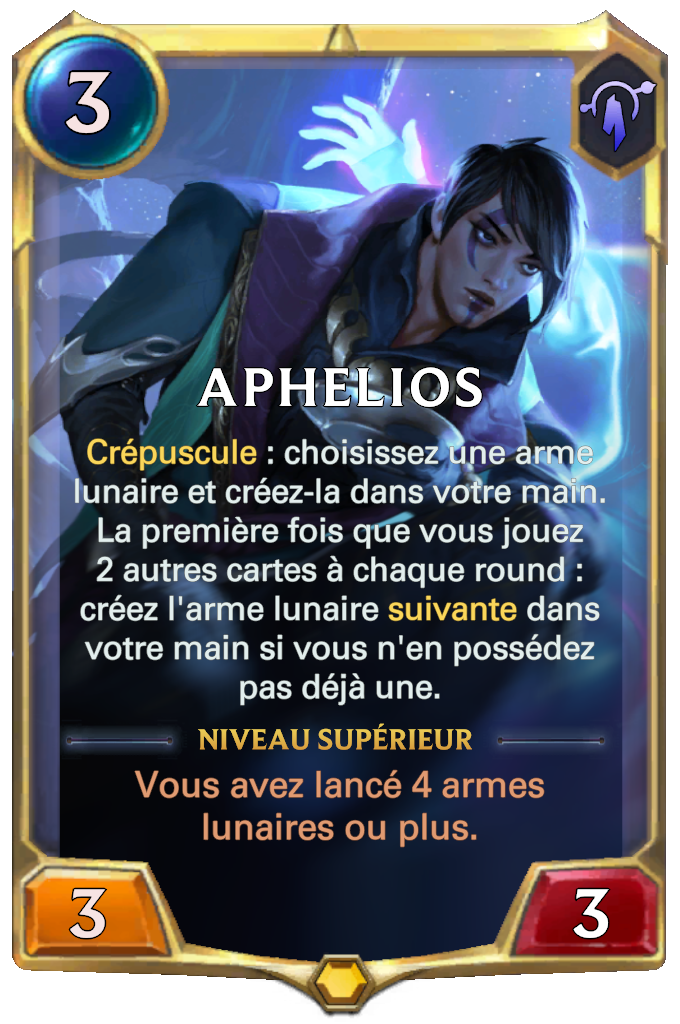 3
APHELIOS
Crépuscule : choisissez une arme
lunaire et créez-la dans votre main.
La première fois que vous jouez
2 autres cartes à chaque round :
créez l'arme lunaire suivante dans
votre main si vous n'en possédez
pas déjà une.
NIVEAU SUPÉRIEUR
Vous avez lancé 4 armes
lunaires ou plus.
3
3